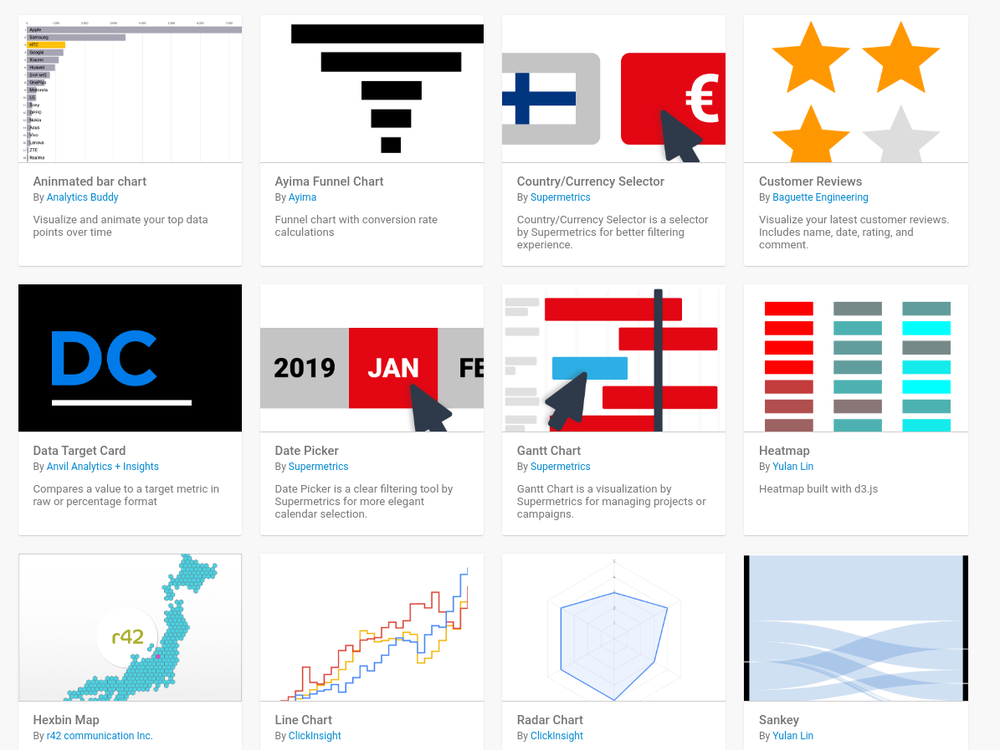 Apple
Samsung
HTC
Google
Xiaomi
Huawei
(not set)
OnePlus
Motorola
LG
Sony
OPPO
Nokia
Asus
Vivo
Lenovo
ZTE
Realme
€
Aninmated bar chart
By Analytics Buddy
Visualize and animate your top data
points over time
Ayima Funnel Chart
By Ayima
Funnel chart with conversion rate
calculations
Country/Currency Selector
By Supermetrics
Country/Currency Selector is a selector
by Supermetrics for better filtering
experience.
Customer Reviews
By Baguette Engineering
Visualize your latest customer reviews.
Includes name, date, rating, and
comment.
DC
2019 JAN FE
Data Target Card
By Anvil Analytics + Insights
Compares a value to a target metric in
raw or percentage format
Date Picker
By Supermetrics
Date Picker is a clear filtering tool by
Supermetrics for more elegant
calendar selection.
Gantt Chart
By Supermetrics
Gantt Chart is a visualization by
Supermetrics for managing projects or
campaigns.
Heatmap
By Yulan Lin
Heatmap built with d3.js
r42
Hexbin Map
By r42 communication Inc.
Line Chart
By ClickInsight
Radar Chart
By ClickInsight
Sankey
By Yulan Lin